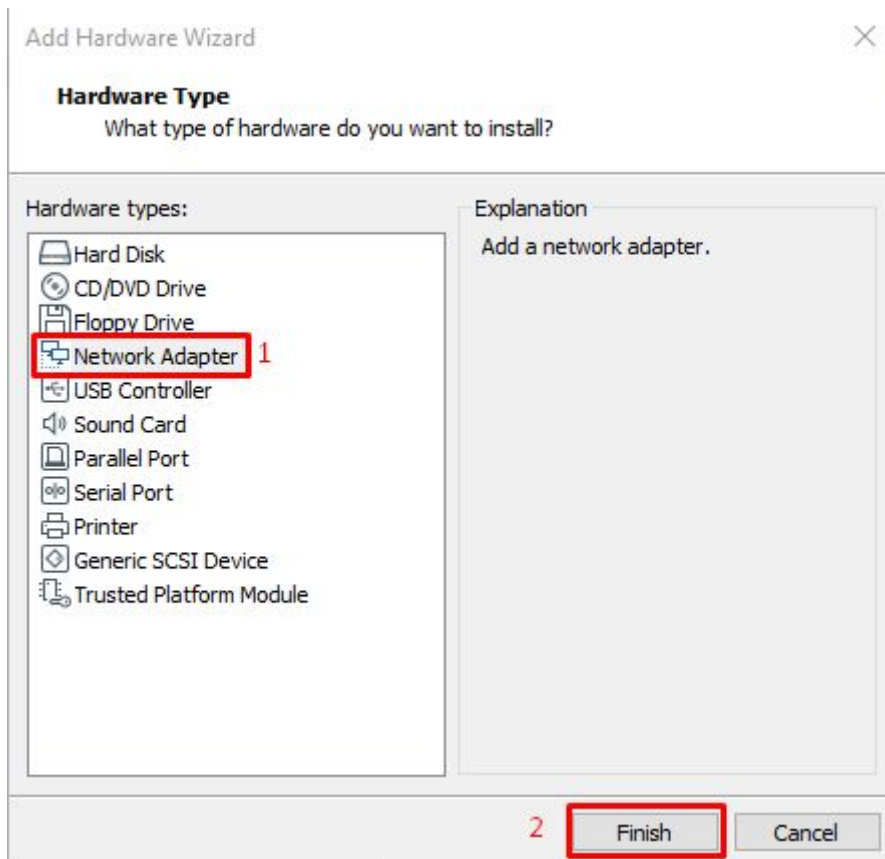 Add Hardware Wizard
Hardware Type
What type of hardware do you want to install?
Hardware types:
Hard Disk
CD/DVD Drive
Floppy Drive
Network Adapter 1
USB Controller
Sound Card
Parallel Port
Serial Port
Printer
Generic SCSI Device
Trusted Platform Module
Explanation
Add a network adapter.
2 Finish Cancel